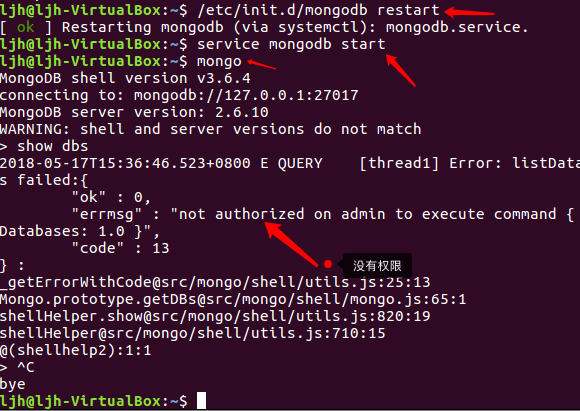 ljh@ljh-VirtualBox:~$ /etc/init.d/mongodb restart
[ ok ] Restarting mongodb (via systemctl): mongodb.service.
ljh@ljh-VirtualBox:~$ service mongodb start
ljh@ljh-VirtualBox:~$ mongo
MongoDB shell version v3.6.4
connecting to: mongodb://127.0.0.1:27017
MongoDB server version: 2.6.10
WARNING: shell and server versions do not match
> show dbs
2018-05-17T15:36:46.523+0800 E QUERY    [thread1] Error: listData
s failed:{
"ok" : 0,
"errmsg" : "not authorized on admin to execute command {
Databases: 1.0 }",
"code" : 13
} :
没有权限
_getErrorWithCode@src/mongo/shell/utils.js:25:13
Mongo.prototype.getDBs@src/mongo/shell/mongo.js:65:1
shellHelper.show@src/mongo/shell/utils.js:820:19
shellHelper@src/mongo/shell/utils.js:710:15
@(shellhelp2):1:1
> ^C
bye
ljh@ljh-VirtualBox:~$